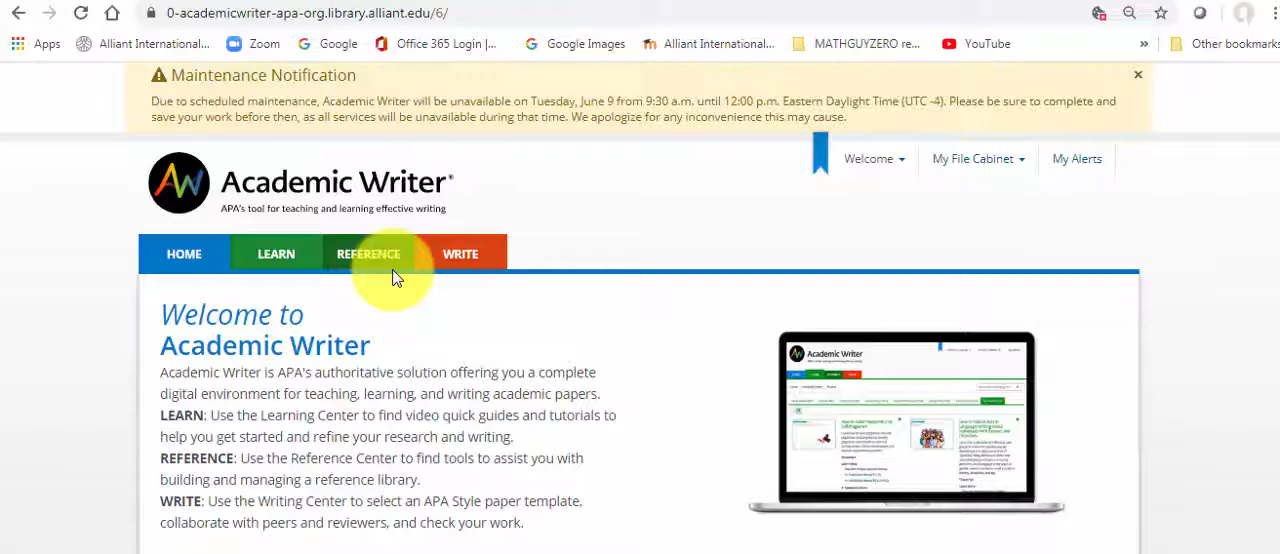 0-academicwriter-apa-org.library.alliant.edu/6/
Apps Alliant International... Zoom Google Office 365 Login |... Google Images Alliant International... MATHGUYZERO re... YouTube » Other bookmarks
Maintenance Notification ×
Due to scheduled maintenance, Academic Writer will be unavailable on Tuesday, June 9 from 9:30 a.m. until 12:00 p.m. Eastern Daylight Time (UTC -4). Please be sure to complete and
save your work before then, as all services will be unavailable during that time. We apologize for any inconvenience this may cause.
Welcome My File Cabinet My Alerts
AW Academic Writer®
APA's tool for teaching and learning effective writing
HOME LEARN REFERENCE WRITE
Welcome to
Academic Writer
Academic Writer is APA's authoritative solution offering you a complete
digital environment for teaching, learning, and writing academic papers.
LEARN: Use the Learning Center to find video quick guides and tutorials to
help you get started and refine your research and writing.
REFERENCE: Use the Reference Center to find tools to assist you with
building and managing a reference library.
WRITE: Use the Writing Center to select an APA Style paper template,
collaborate with peers and reviewers, and check your work.
Academic Writer